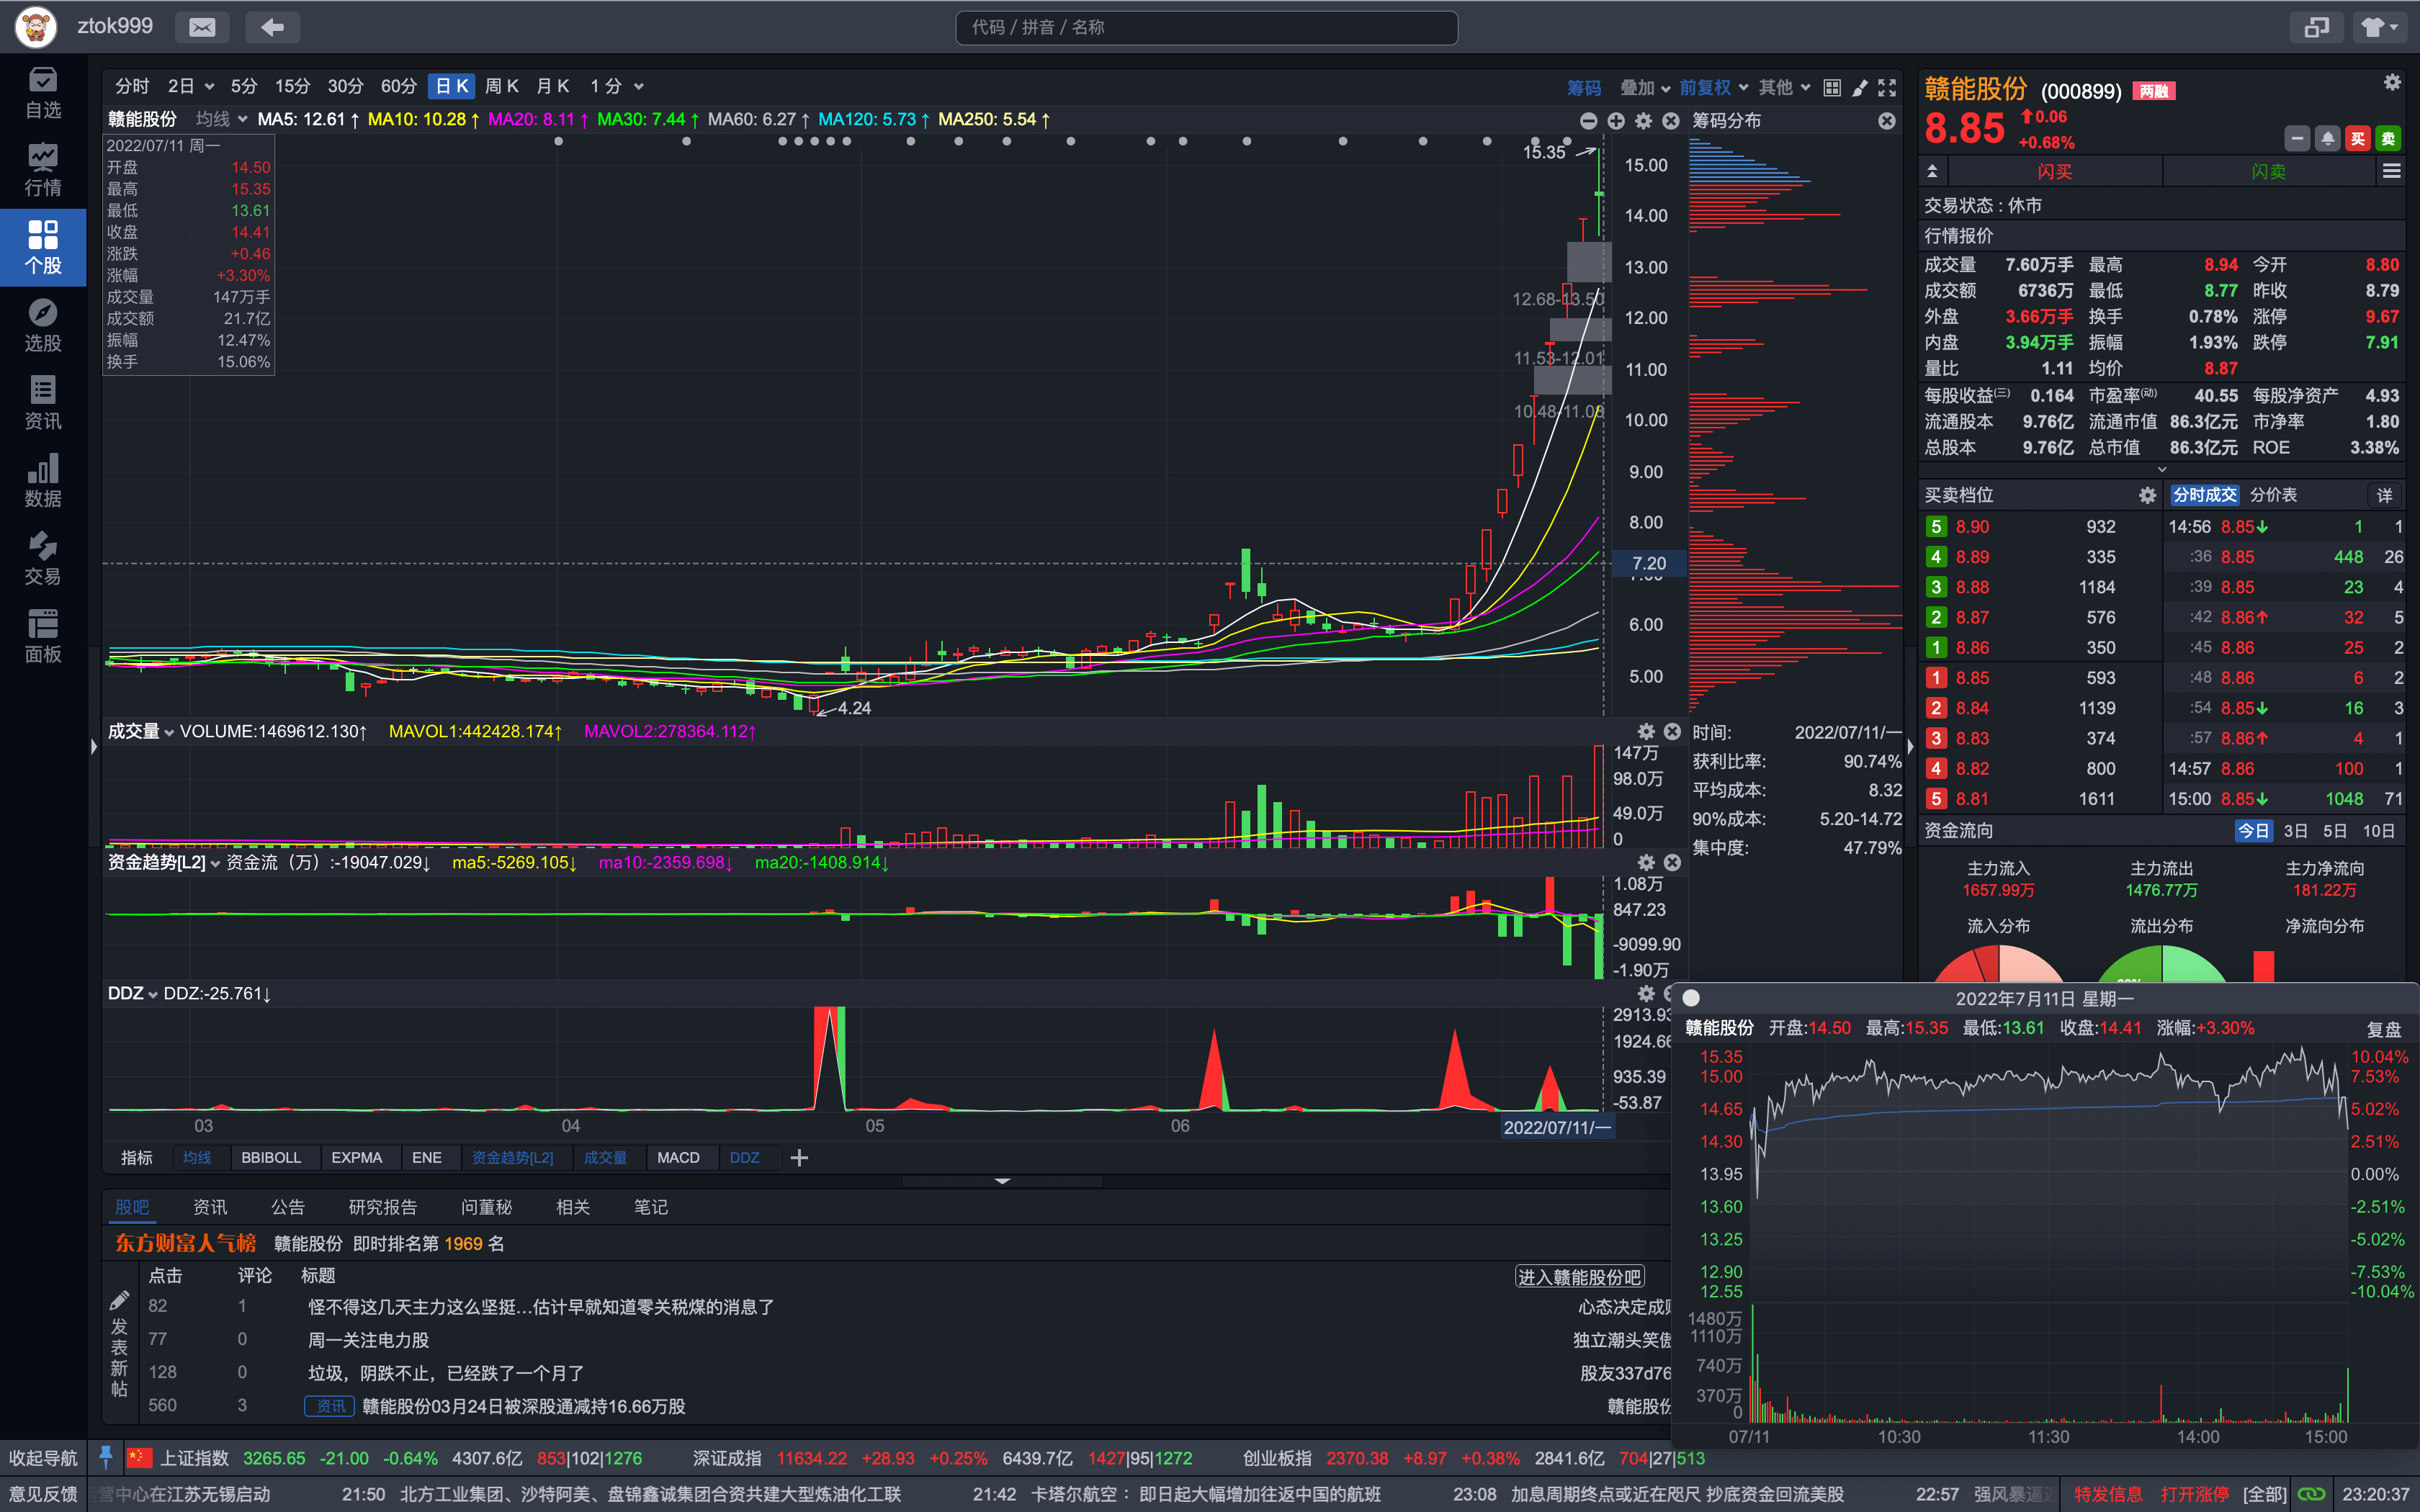 ztok999
代码 / 拼音 / 名称
自选
行情
个股
选股
资讯
数据
交易
面板
分时 2日 5分 15分 30分 60分 日K 周K 月K 1分 筹码 叠加 前复权 其他
赣能股份 均线 MA5: 12.61↑ MA10: 10.28↑ MA20: 8.11↑ MA30: 7.44↑ MA60: 6.27↑ MA120: 5.73↑ MA250: 5.54↑
筹码分布
2022/07/11 周一
开盘 14.50
最高 15.35
最低 13.61
收盘 14.41
涨跌 +0.46
涨幅 +3.30%
成交量 147万手
成交额 21.7亿
振幅 12.47%
换手 15.06%
15.35
12.68-13.50
11.53-12.01
10.48-11.08
4.24
15.00
14.00
13.00
12.00
11.00
10.00
9.00
8.00
7.20
6.00
5.00
成交量 VOLUME:1469612.130↑ MAVOL1:442428.174↑ MAVOL2:278364.112↑
147万
98.0万
49.0万
0
资金趋势[L2] 资金流（万）:-19047.029↓ ma5:-5269.105↓ ma10:-2359.698↓ ma20:-1408.914↓
1.08万
847.23
-9099.90
-1.90万
DDZ DDZ:-25.761↓
2913.93
1924.66
935.39
-53.87
03 04 05 06 2022/07/11/一
指标 均线 BBIBOLL EXPMA ENE 资金趋势[L2] 成交量 MACD DDZ
时间: 2022/07/11/一
获利比率: 90.74%
平均成本: 8.32
90%成本: 5.20-14.72
集中度: 47.79%
股吧 资讯 公告 研究报告 问董秘 相关 笔记
东方财富人气榜 赣能股份 即时排名第 1969 名
点击 评论 标题 进入赣能股份吧
发表新帖
82 1 怪不得这几天主力这么坚挺...估计早就知道零关税煤的消息了 心态决定成
77 0 周一关注电力股 独立潮头笑
128 0 垃圾，阴跌不止，已经跌了一个月了 股友337d76
560 3 资讯 赣能股份03月24日被深股通减持16.66万股 赣能股份
赣能股份 (000899) 两融
8.85 0.06
+0.68%
买 卖
闪买 闪卖
交易状态 : 休市
行情报价
成交量 7.60万手 最高 8.94 今开 8.80
成交额 6736万 最低 8.77 昨收 8.79
外盘 3.66万手 换手 0.78% 涨停 9.67
内盘 3.94万手 振幅 1.93% 跌停 7.91
量比 1.11 均价 8.87
每股收益(三) 0.164 市盈率(动) 40.55 每股净资产 4.93
流通股本 9.76亿 流通市值 86.3亿元 市净率 1.80
总股本 9.76亿 总市值 86.3亿元 ROE 3.38%
买卖档位 分时成交 分价表 详
5 8.90 932 14:56 8.85↓ 1 1
4 8.89 335 :36 8.85 448 26
3 8.88 1184 :39 8.85 23 4
2 8.87 576 :42 8.86↑ 32 5
1 8.86 350 :45 8.86 25 2
1 8.85 593 :48 8.86 6 2
2 8.84 1139 :54 8.85↓ 16 3
3 8.83 374 :57 8.86↑ 4 1
4 8.82 800 14:57 8.86 100 1
5 8.81 1611 15:00 8.85↓ 1048 71
资金流向 今日 3日 5日 10日
主力流入 主力流出 主力净流向
1657.99万 1476.77万 181.22万
流入分布 流出分布 净流向分布
2022年7月11日 星期一
赣能股份 开盘:14.50 最高:15.35 最低:13.61 收盘:14.41 涨幅:+3.30% 复盘
15.35 10.04%
15.00 7.53%
14.65 5.02%
14.30 2.51%
13.95 0.00%
13.60 -2.51%
13.25 -5.02%
12.90 -7.53%
12.55 -10.04%
1480万
1110万
740万
370万
0
07/11 10:30 11:30 14:00 15:00
收起导航 上证指数 3265.65 -21.00 -0.64% 4307.6亿 853|102|1276 深证成指 11634.22 +28.93 +0.25% 6439.7亿 1427|95|1272 创业板指 2370.38 +8.97 +0.38% 2841.6亿 704|27|513
意见反馈 营中心在江苏无锡启动 21:50 北方工业集团、沙特阿美、盘锦鑫诚集团合资共建大型炼油化工联 21:42 卡塔尔航空： 即日起大幅增加往返中国的航班 23:08 加息周期终点或近在咫尺 抄底资金回流美股 22:57 强风暴逼近 特发信息 打开涨停 [全部] 23:20:37